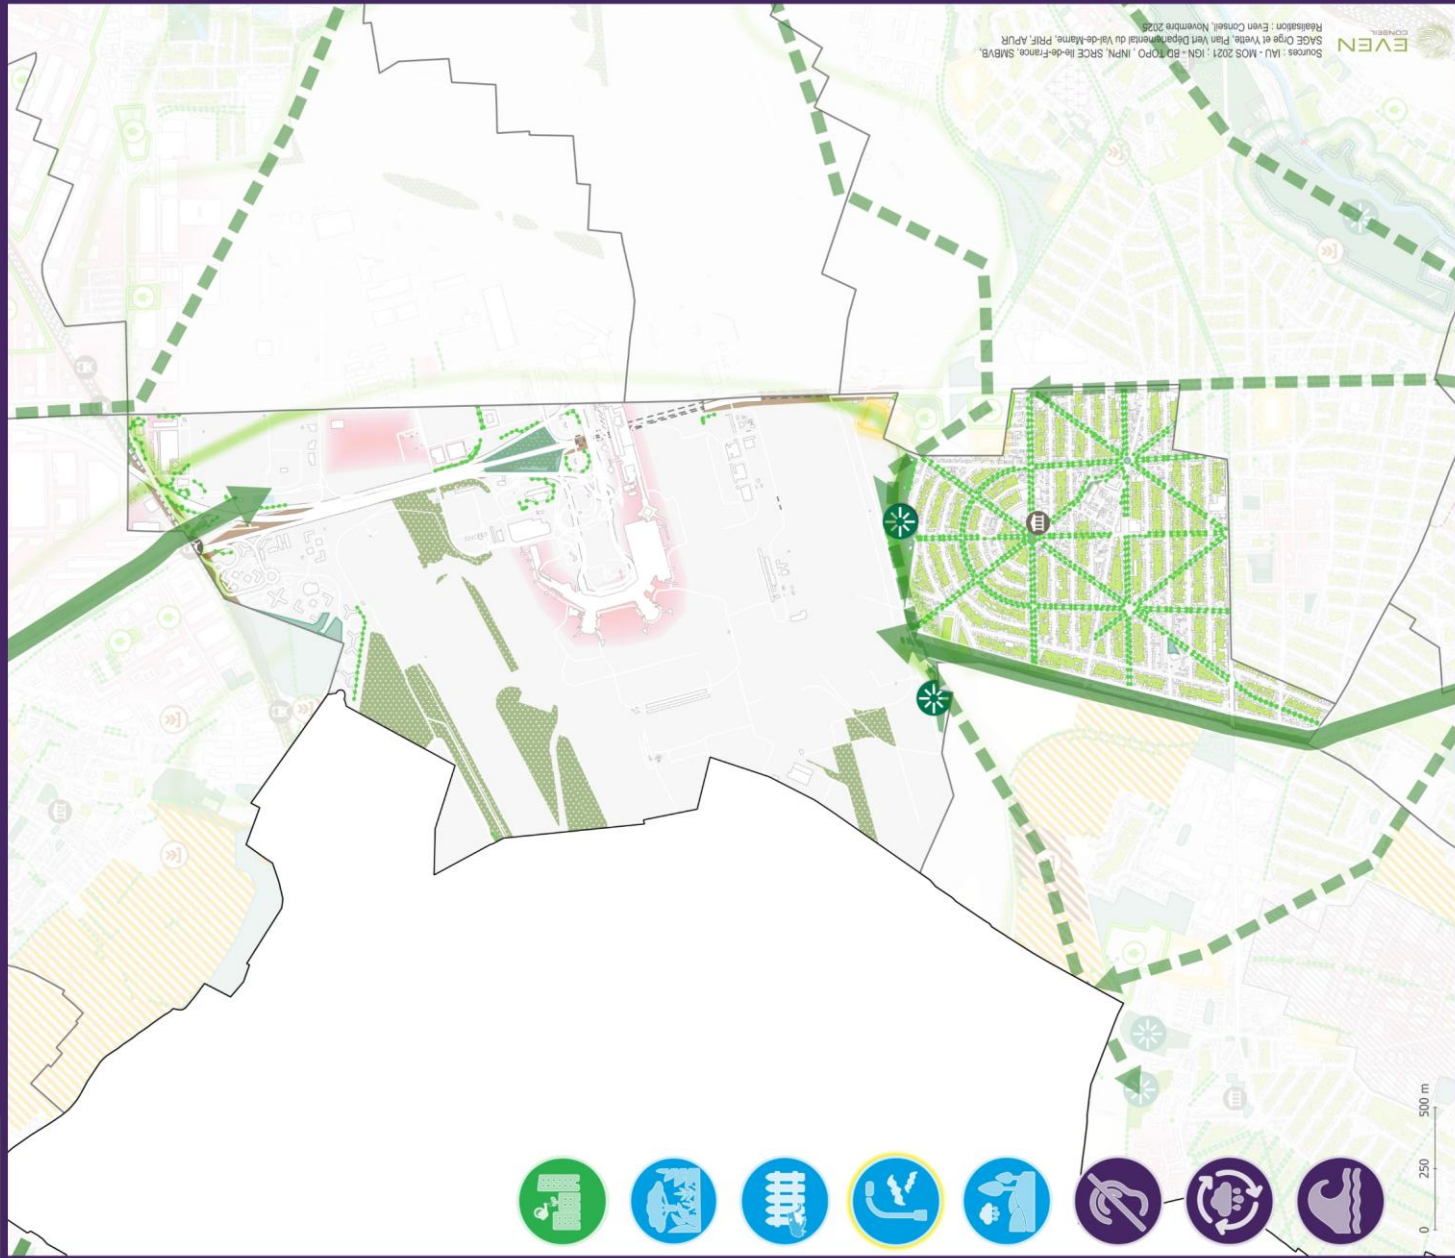 Sources : IAU - MOS 2021 ; IGN - BD TOPO , INPN, SRCE Ile-de-France, SMBVB,
SAGE Orge et Yvette, Plan Vert Départemental du Val-de-Marne, PRIF, APUR
Réalisation : Even Conseil, Novembre 2025
EVEN
CONSEIL
0 250 500 m